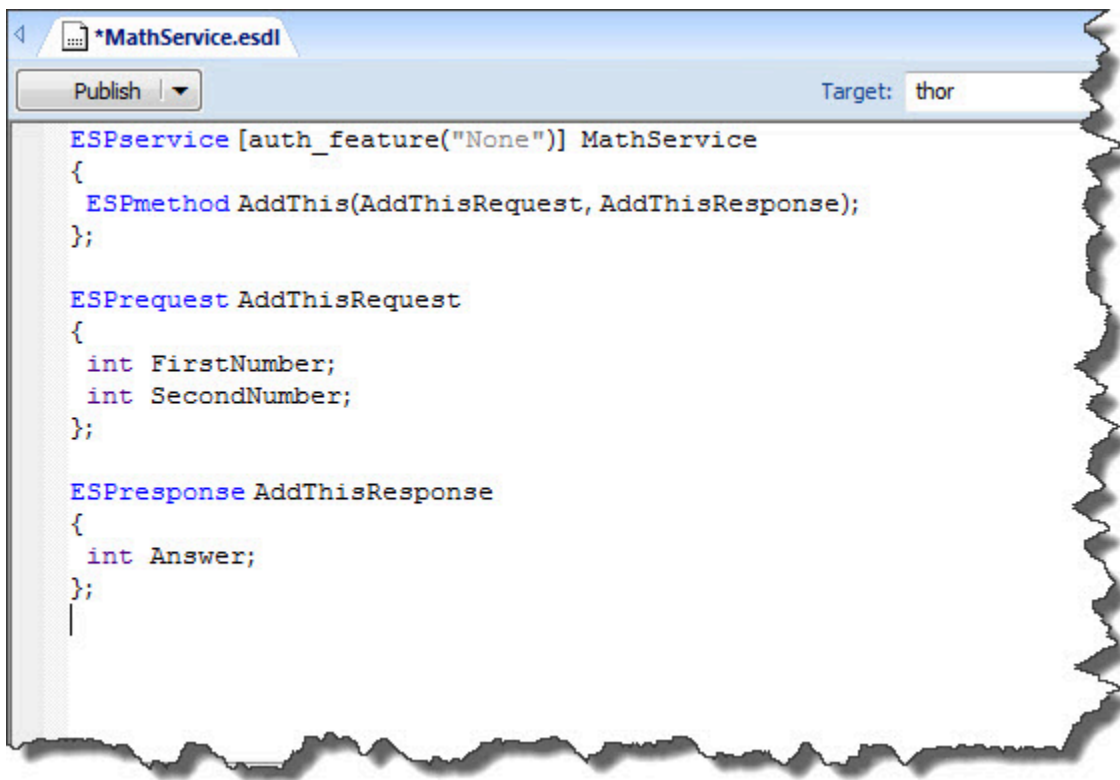 *MathService.esdl
Publish
Target: thor
ESPservice [auth_feature("None")] MathService
{
 ESPmethod AddThis(AddThisRequest, AddThisResponse);
};

ESPrequest AddThisRequest
{
 int FirstNumber;
 int SecondNumber;
};

ESPresponse AddThisResponse
{
 int Answer;
};